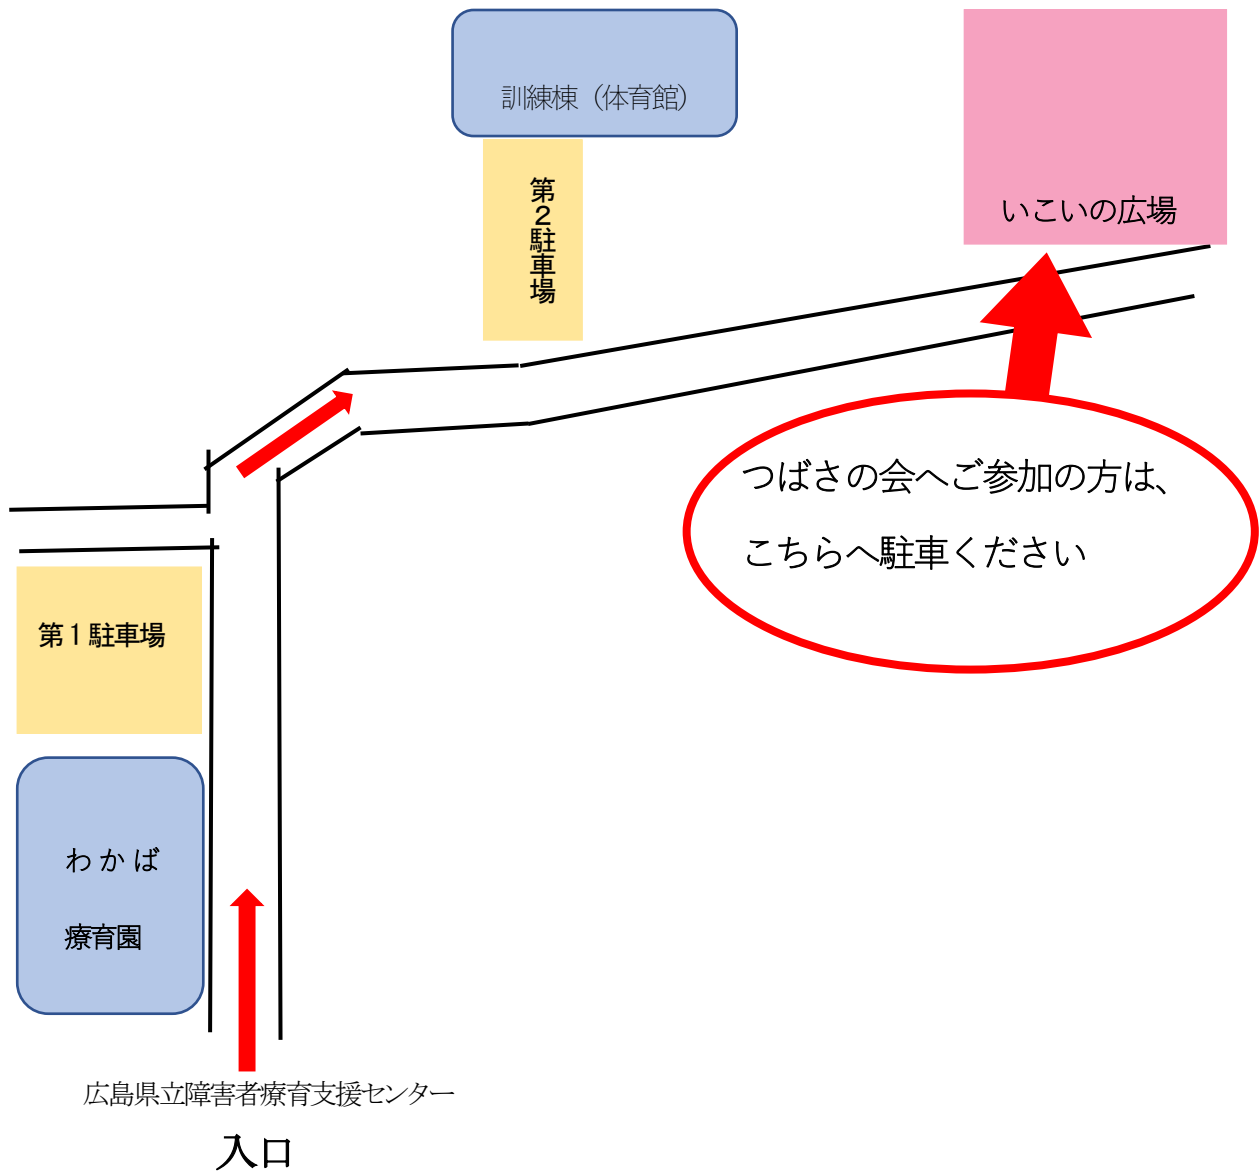 訓練棟（体育館）
第２駐車場
いこいの広場
つばさの会へご参加の方は、
こちらへ駐車ください
第１駐車場
わ か ば
療育園
広島県立障害者療育支援センター
入口